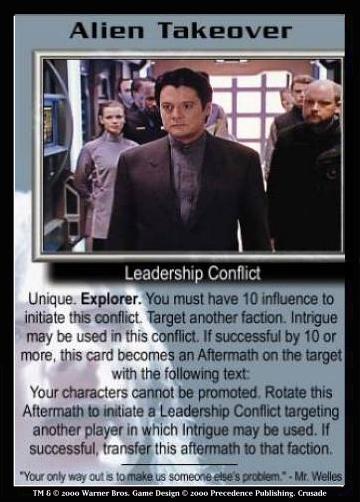 Alien Takeover
Leadership Conflict
Unique. Explorer. You must have 10 influence to
initiate this conflict. Target another faction. Intrigue
may be used in this conflict. If successful by 10 or
more, this card becomes an Aftermath on the target
with the following text:
Your characters cannot be promoted. Rotate this
Aftermath to initiate a Leadership Conflict targeting
another player in which Intrigue may be used. If
successful, transfer this aftermath to that faction.
"Your only way out is to make us someone else's problem." - Mr. Welles
TM & © 2000 Warner Bros. Game Design © 2000 Precedence Publishing. Crusade